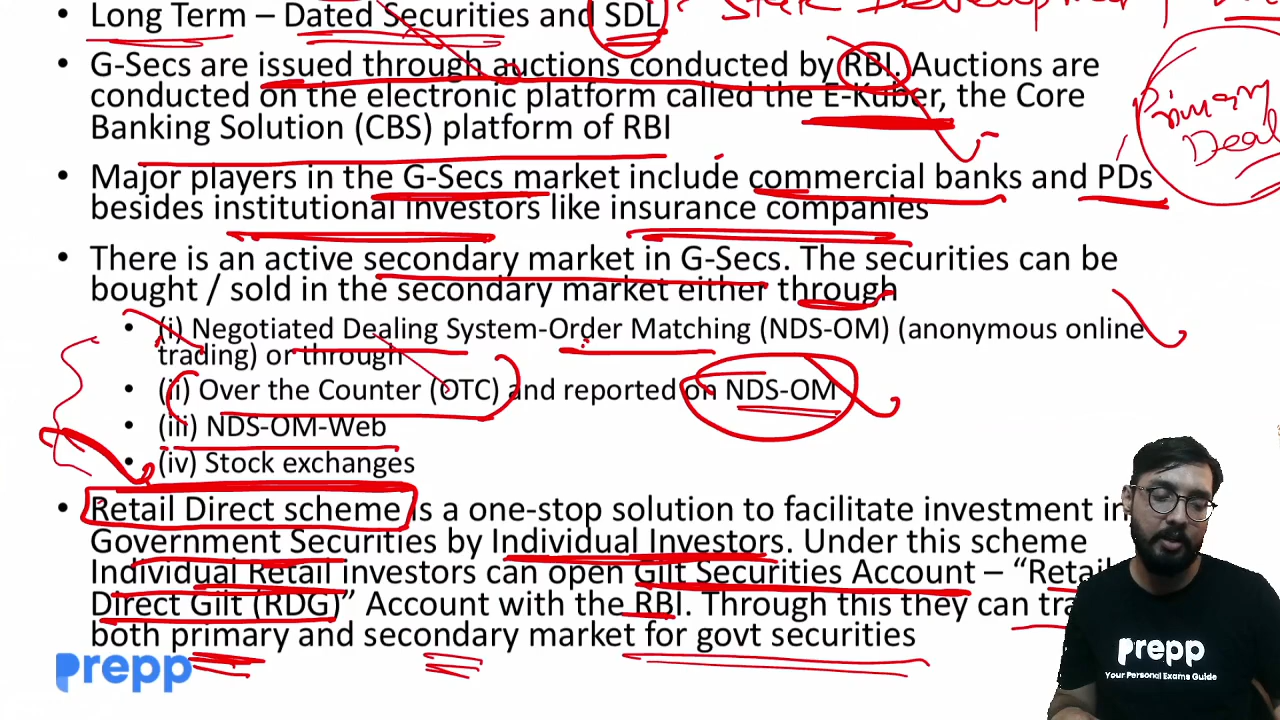 • Long Term – Dated Securities and SDL
• G-Secs are issued through auctions conducted by RBI. Auctions are
conducted on the electronic platform called the E-Kuber, the Core
Banking Solution (CBS) platform of RBI
Primary
Deal
• Major players in the G-Secs market include commercial banks and PDs
besides institutional investors like insurance companies
• There is an active secondary market in G-Secs. The securities can be
bought / sold in the secondary market either through
• (i) Negotiated Dealing System-Order Matching (NDS-OM) (anonymous online
trading) or through
• (ii) Over the Counter (OTC) and reported on NDS-OM
• (iii) NDS-OM-Web
• (iv) Stock exchanges
• Retail Direct scheme is a one-stop solution to facilitate investment in
Government Securities by Individual Investors. Under this scheme
Individual Retail investors can open Gilt Securities Account – “Retail
Direct Gilt (RDG)” Account with the RBI. Through this they can
both primary and secondary market for govt securities
prepp
prepp
Your Personal Exams Guide